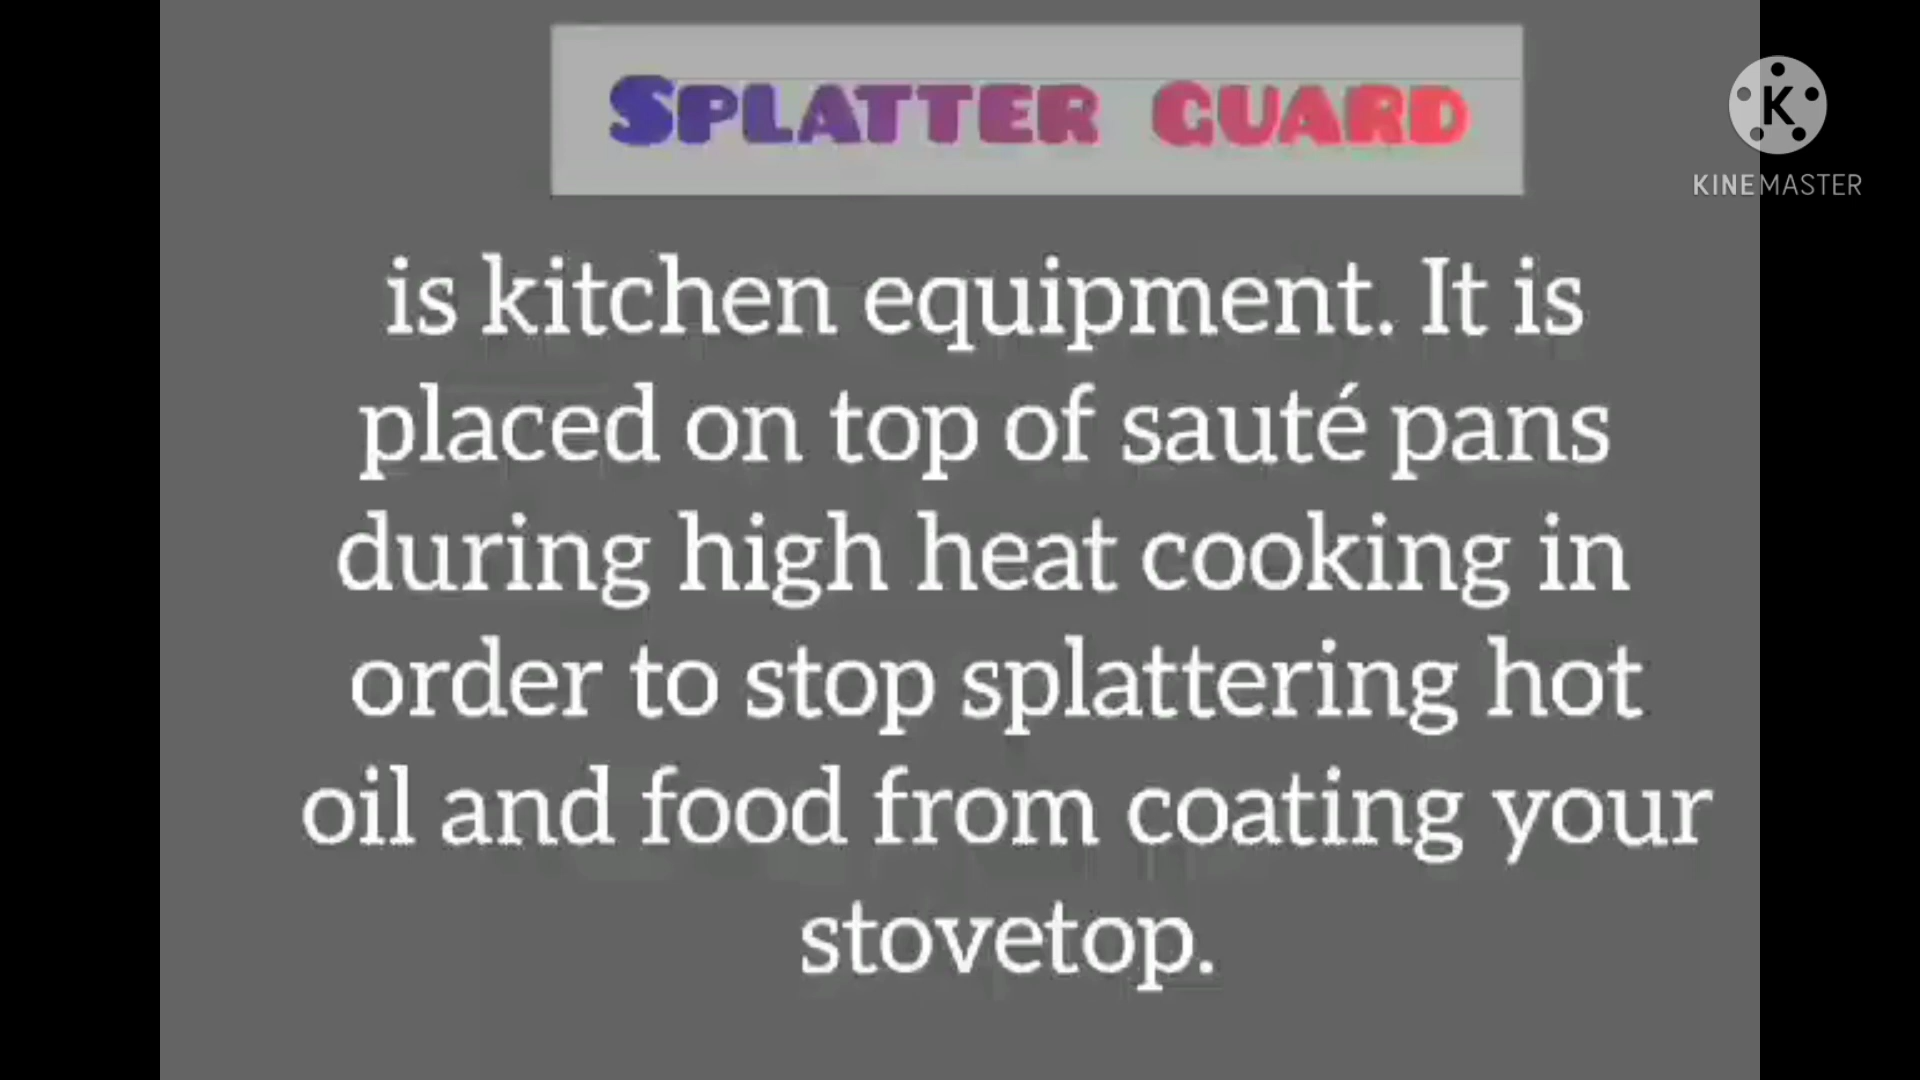 SPLATTER GUARD
K
KINEMASTER
is kitchen equipment. It is
placed on top of sauté pans
during high heat cooking in
order to stop splattering hot
oil and food from coating your
stovetop.